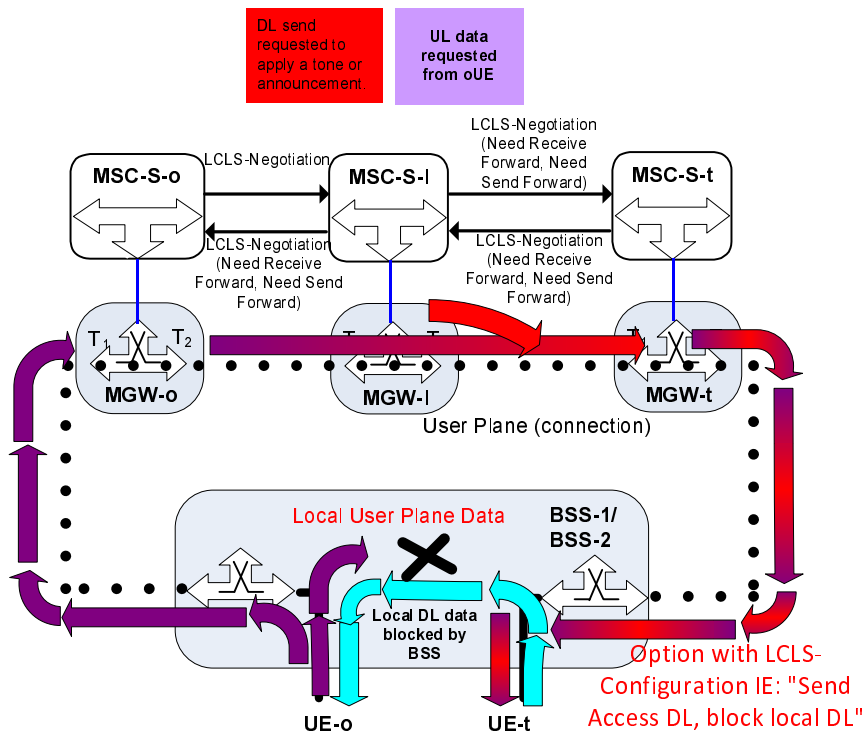 DL send
requested to
apply a tone or
announcement.
UL data
requested
from oUE
LCLS-Negotiation
LCLS-Negotiation
(Need Receive
Forward, Need
Send Forward)
MSC-S-o
MSC-S-I
MSC-S-t
LCLS-Negotiation
(Need Receive
Forward, Need Send
Forward)
LCLS-Negotiation
(Need Receive
Forward, Need Send
Forward)
T1
T2
MGW-o
MGW-I
MGW-t
User Plane (connection)
Local User Plane Data
BSS-1/
BSS-2
Local DL data
blocked by
BSS
Option with LCLS-
Configuration IE: "Send
Access DL, block local DL"
UE-o
UE-t